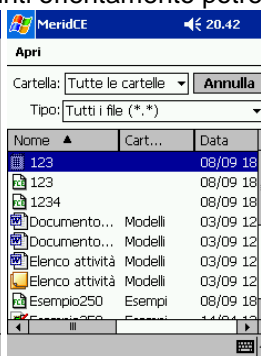 MeridCE 20.42
Apri
Cartella: Tutte le cartelle Annulla
Tipo: Tutti i file (*.*)
Nome Cart... Data
123 08/09 18
123 08/09 18
1234 08/09 18
Documento... Modelli 03/09 12
Documento... Modelli 03/09 12
Elenco attività Modelli 03/09 12
Elenco attività Modelli 03/09 12
Esempio250 Esempi 08/09 18